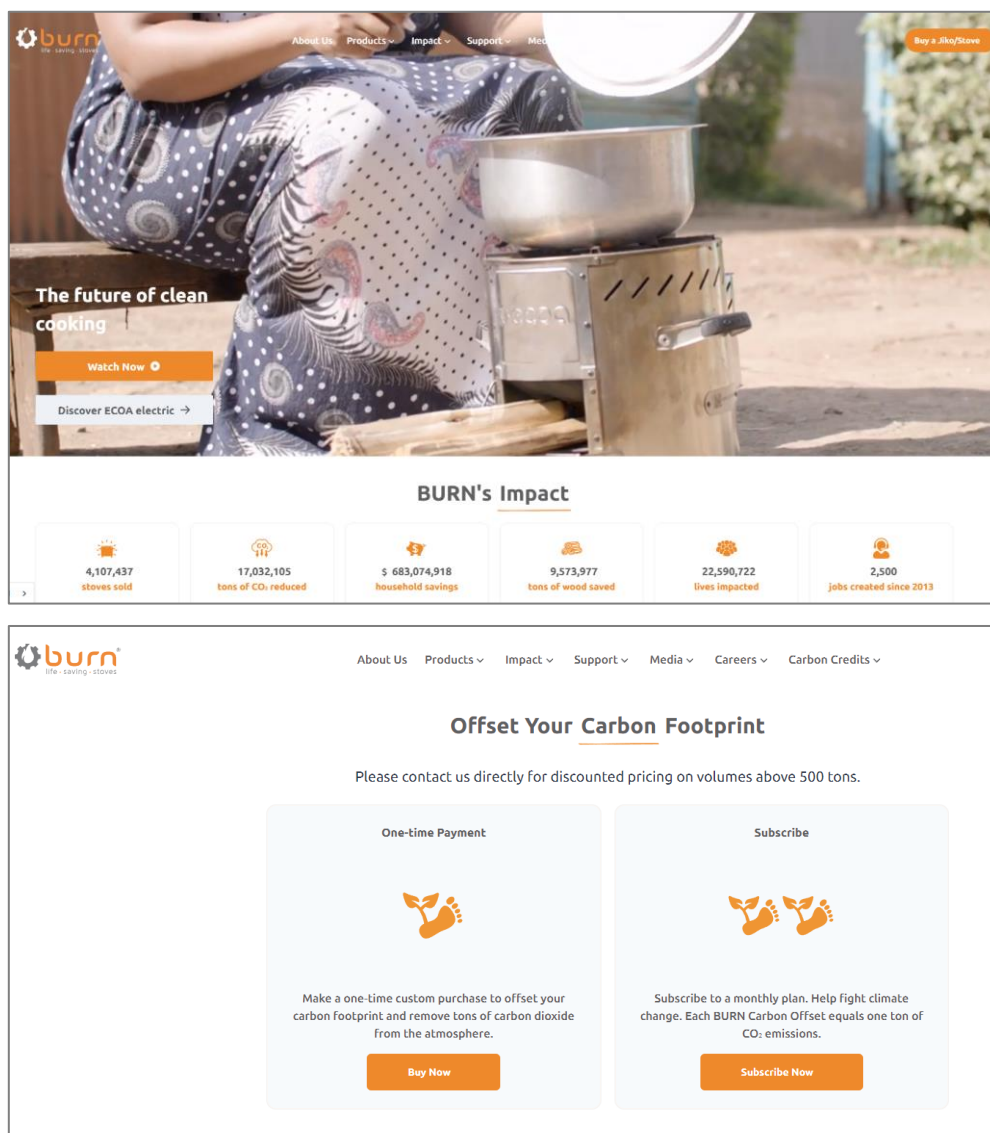 burn
life - saving - stoves
About Us Products Impact Support Med
Buy a Jiko/Stove
The future of clean
cooking
Watch Now
Discover ECOA electric →
BURN's Impact
4,107,437
stoves sold
17,032,105
tons of CO₂ reduced
$ 683,074,918
household savings
9,573,977
tons of wood saved
22,590,722
lives impacted
2,500
jobs created since 2013
burn®
life - saving - stoves
About Us Products Impact Support Media Careers Carbon Credits
Offset Your Carbon Footprint
Please contact us directly for discounted pricing on volumes above 500 tons.
One-time Payment
Make a one-time custom purchase to offset your
carbon footprint and remove tons of carbon dioxide
from the atmosphere.
Buy Now
Subscribe
Subscribe to a monthly plan. Help fight climate
change. Each BURN Carbon Offset equals one ton of
CO₂ emissions.
Subscribe Now